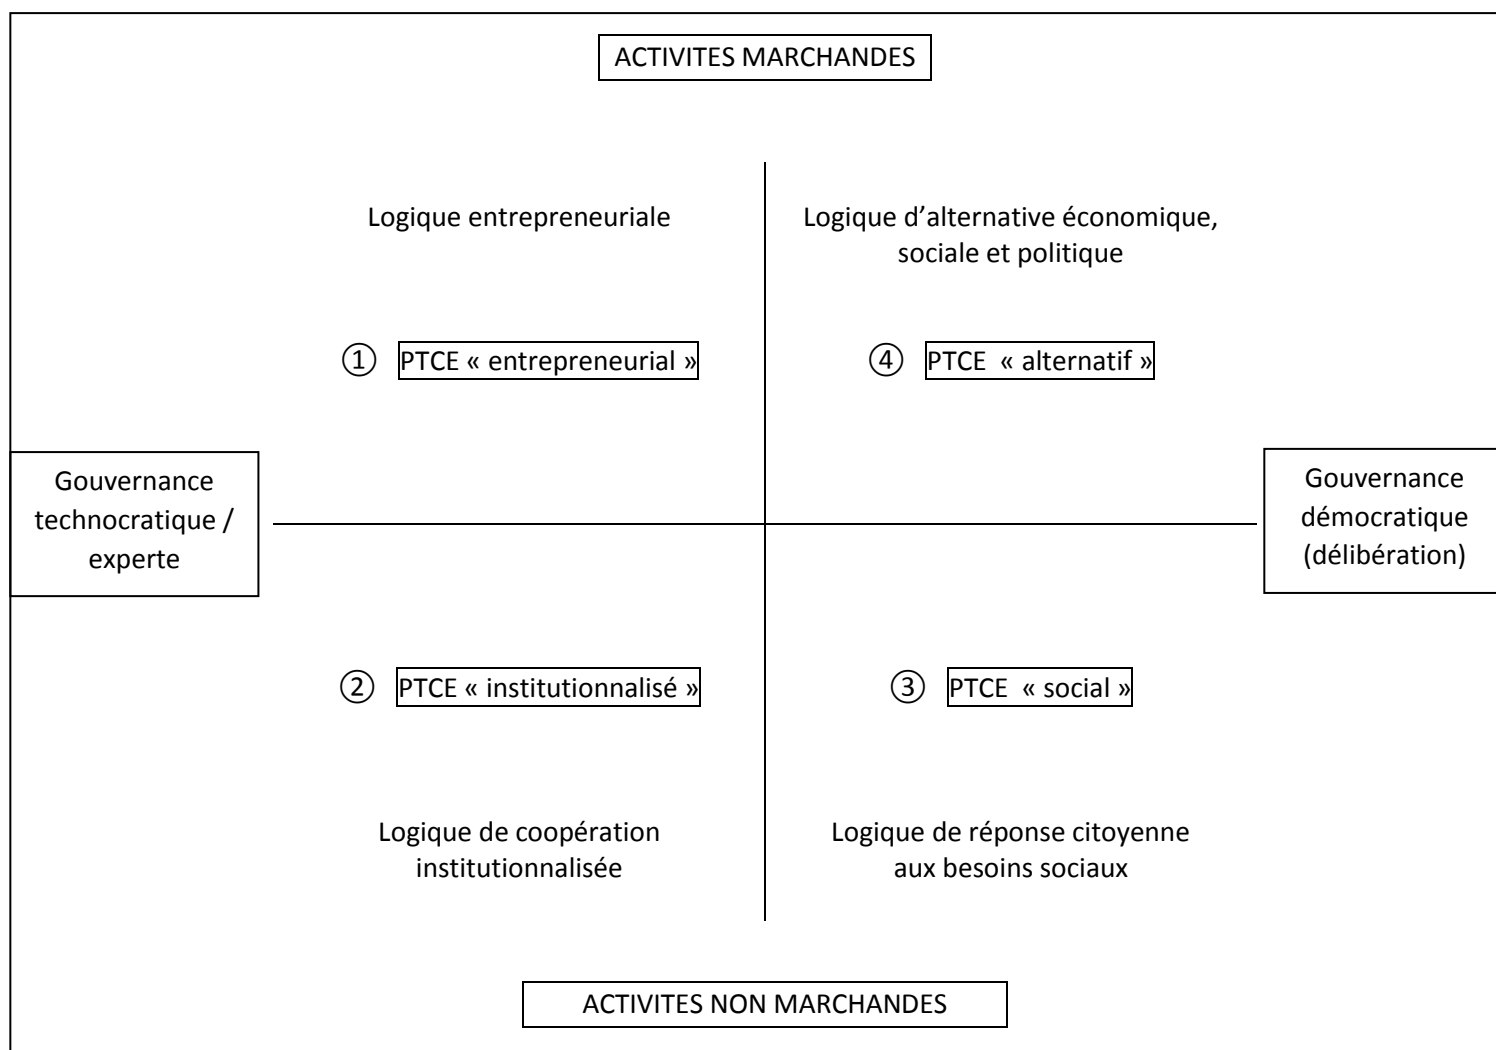 ACTIVITES MARCHANDES
Logique entrepreneuriale
Logique d’alternative économique,
sociale et politique
① PTCE « entrepreneurial »
④ PTCE « alternatif »
Gouvernance
technocratique /
experte
Gouvernance
démocratique
(délibération)
② PTCE « institutionnalisé »
③ PTCE « social »
Logique de coopération
institutionnalisée
Logique de réponse citoyenne
aux besoins sociaux
ACTIVITES NON MARCHANDES